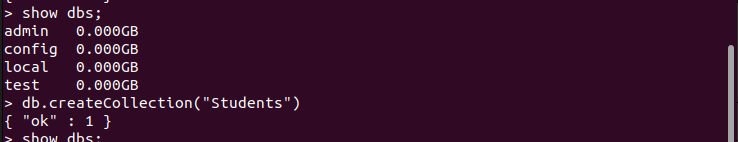 > show dbs;
admin   0.000GB
config  0.000GB
local   0.000GB
test    0.000GB
> db.createCollection("Students")
{ "ok" : 1 }
> show dbs;